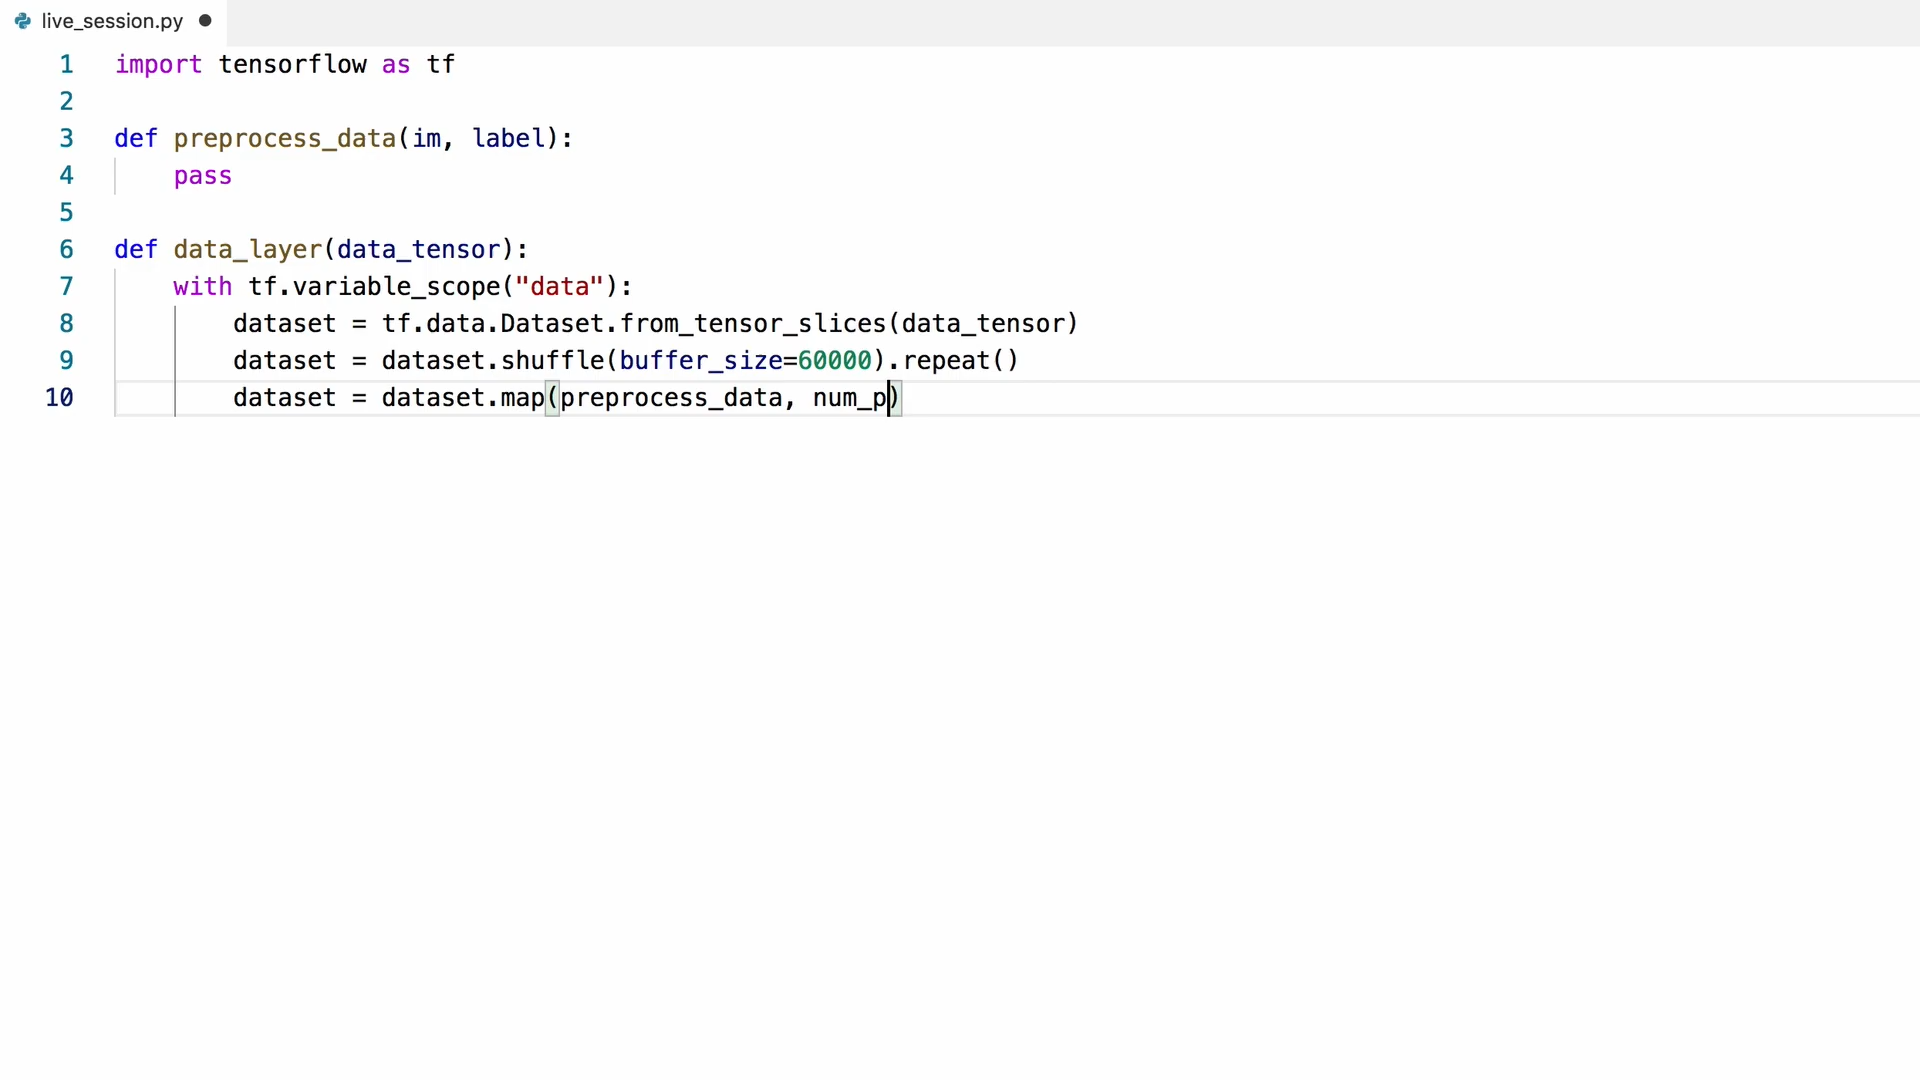 live_session.py
1 import tensorflow as tf
2
3 def preprocess_data(im, label):
4     pass
5
6 def data_layer(data_tensor):
7     with tf.variable_scope("data"):
8         dataset = tf.data.Dataset.from_tensor_slices(data_tensor)
9         dataset = dataset.shuffle(buffer_size=60000).repeat()
10         dataset = dataset.map(preprocess_data, num_p)